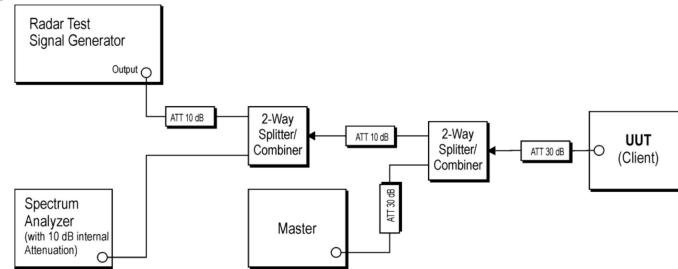 Radar Test
Signal Generator
Output
ATT 10 dB
2-Way
Splitter/
Combiner
ATT 10 dB
2-Way
Splitter/
Combiner
ATT 30 dB
UUT
(Client)
Spectrum
Analyzer
(with 10 dB internal
Attenuation)
Master
ATT 30 dB